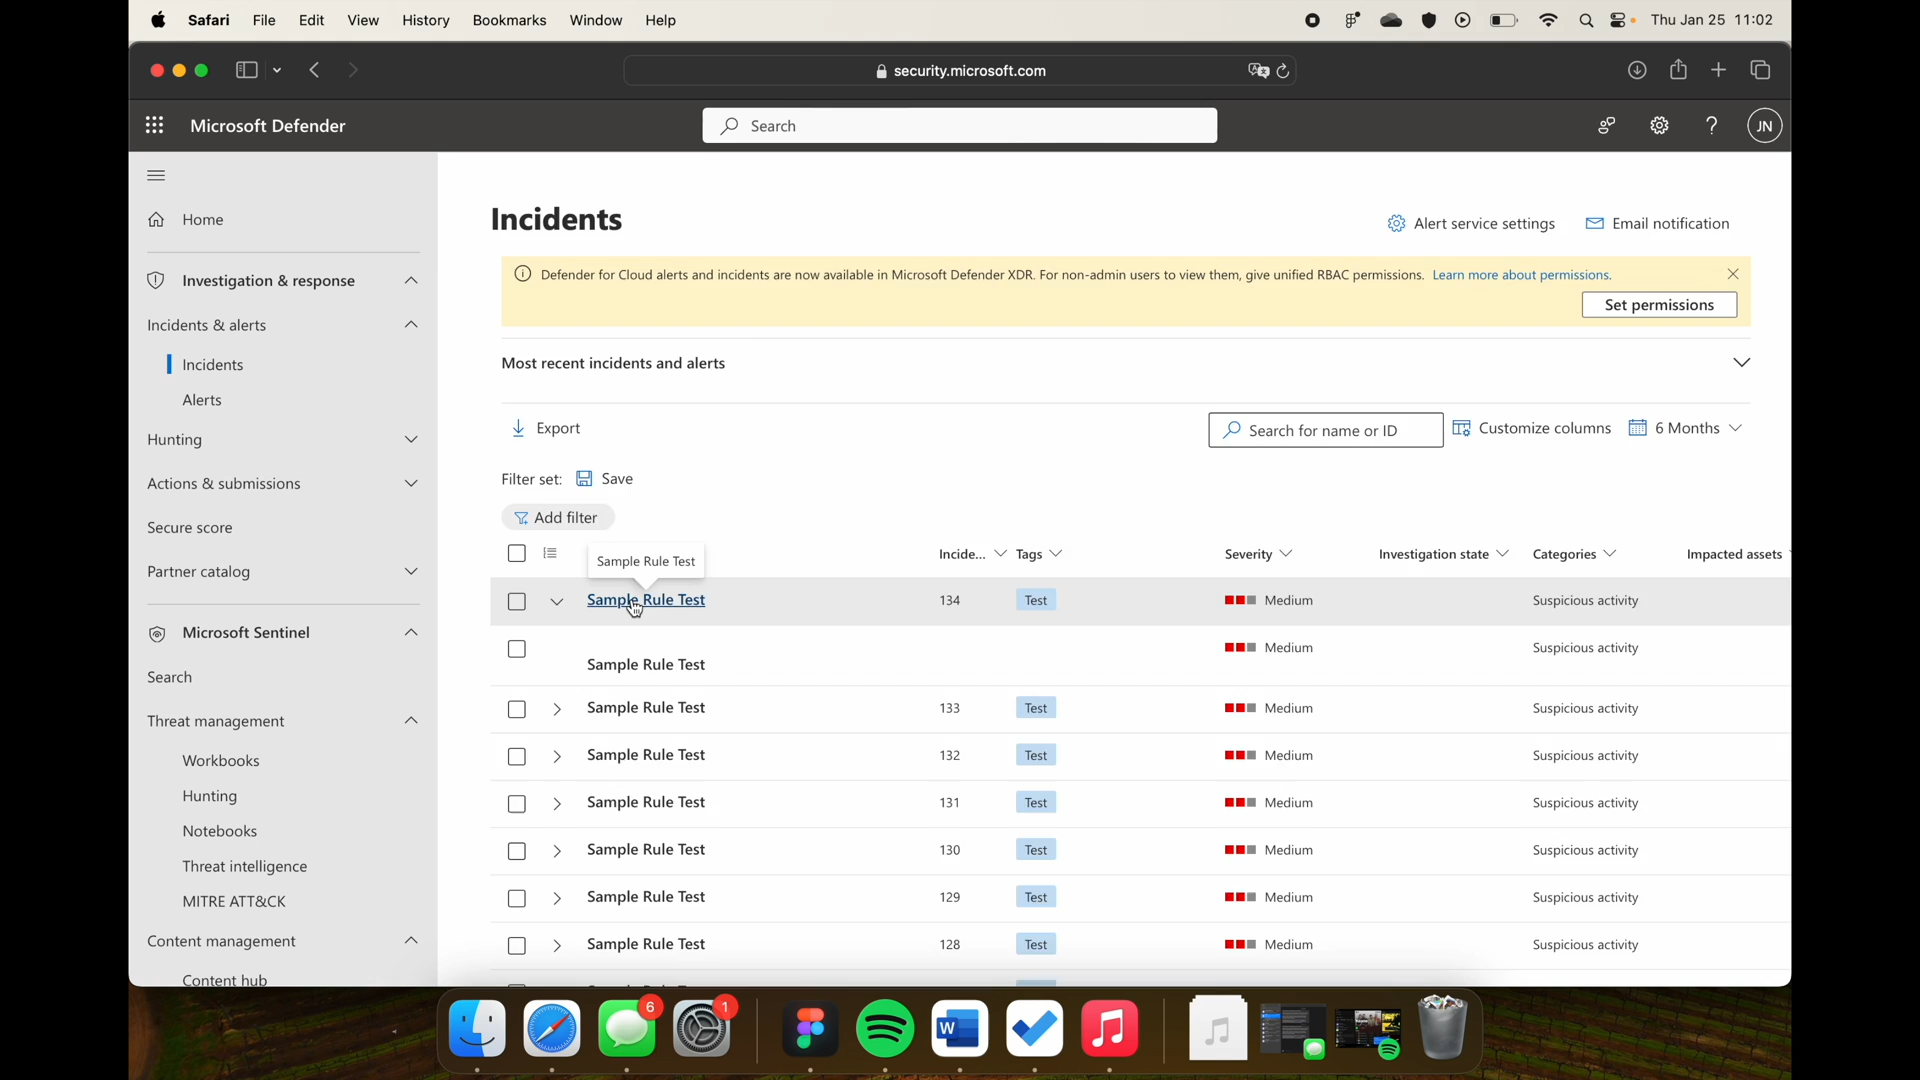 Safari File Edit View History Bookmarks Window Help Thu Jan 25 11:02
security.microsoft.com
Microsoft Defender Search JN
Home
Incidents
Alert service settings Email notification
Defender for Cloud alerts and incidents are now available in Microsoft Defender XDR. For non-admin users to view them, give unified RBAC permissions. Learn more about permissions.
Set permissions
Investigation & response
Incidents & alerts
Incidents
Alerts
Hunting
Actions & submissions
Secure score
Partner catalog
Microsoft Sentinel
Search
Threat management
Workbooks
Hunting
Notebooks
Threat intelligence
MITRE ATT&CK
Content management
Content hub
Most recent incidents and alerts
Export Search for name or ID Customize columns 6 Months
Filter set: Save
Add filter
Sample Rule Test
Incide... Tags Severity Investigation state Categories Impacted assets
Sample Rule Test 134 Test Medium Suspicious activity
Sample Rule Test Medium Suspicious activity
Sample Rule Test 133 Test Medium Suspicious activity
Sample Rule Test 132 Test Medium Suspicious activity
Sample Rule Test 131 Test Medium Suspicious activity
Sample Rule Test 130 Test Medium Suspicious activity
Sample Rule Test 129 Test Medium Suspicious activity
Sample Rule Test 128 Test Medium Suspicious activity
6 1
W